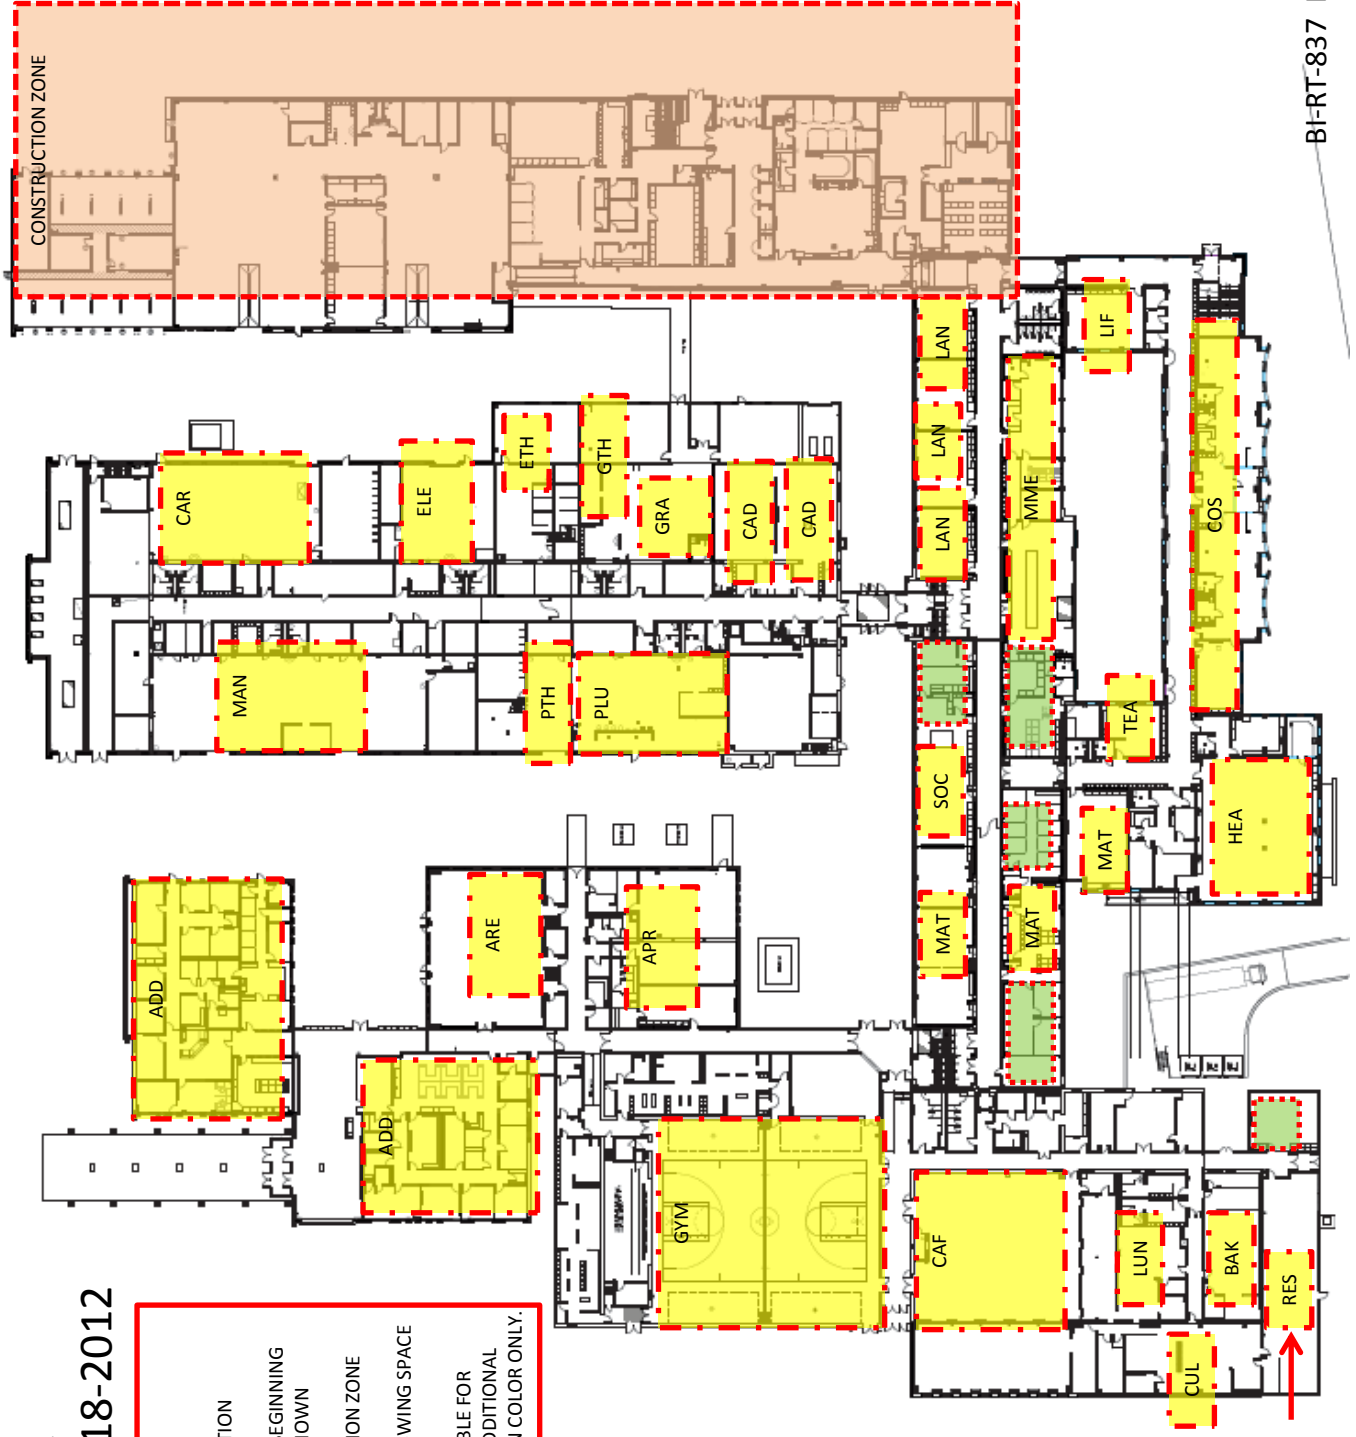 18-2012
TION
EGINNING
HOWN
ION ZONE
WING SPACE
BLE FOR
DDITIONAL
N COLOR ONLY.
CONSTRUCTION ZONE
BI-RT-837
CAR
ELE
ETH
GTH
GRA
CAD
CAD
MAN
PTH
PLU
ADD
ADD
ARE
APR
GYM
CAF
LUN
BAK
RES
CUL
LAN
LAN
LAN
SOC
MAT
MME
MAT
LIF
TEA
MAT
COS
HEA